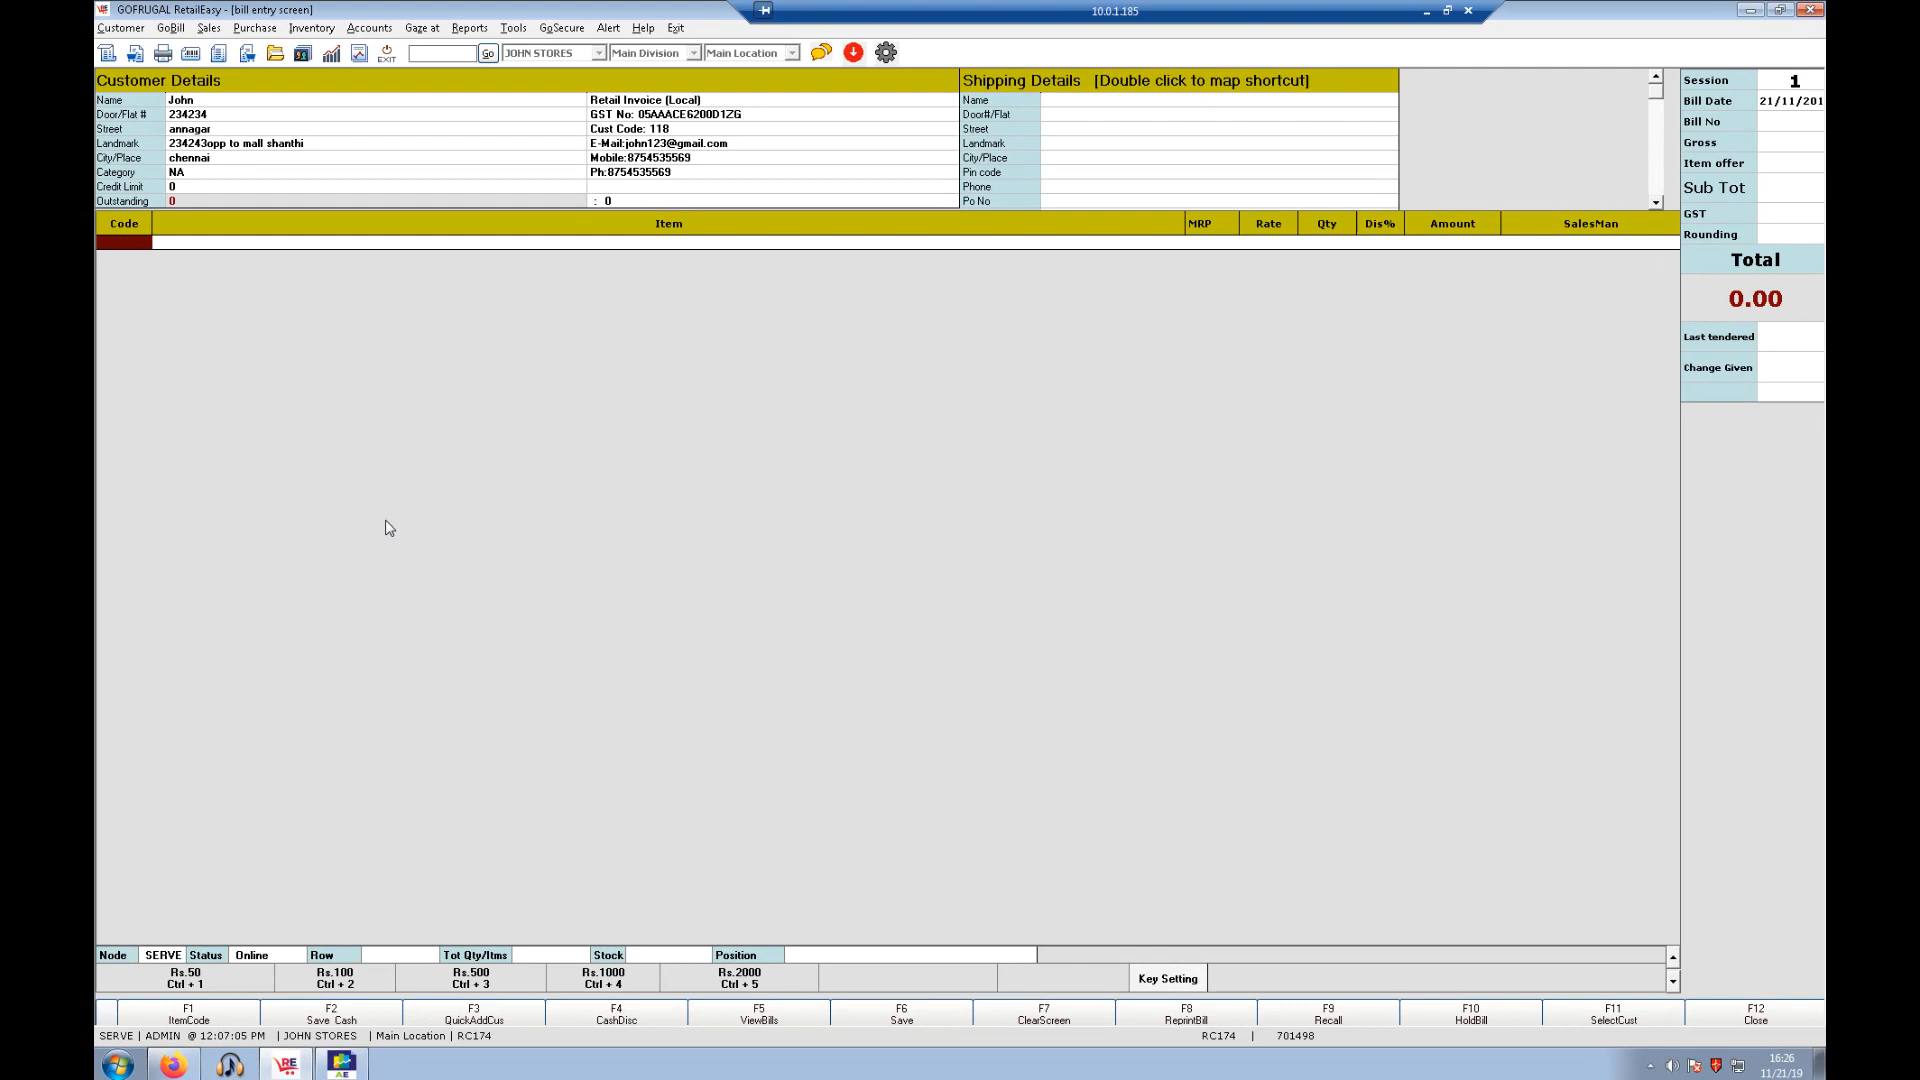 GOFRUGAL RetailEasy - [bill entry screen]
10.0.1.185
Customer GoBill Sales Purchase Inventory Accounts Gaze at Reports Tools GoSecure Alert Help Exit
EXIT Go JOHN STORES Main Division Main Location
Customer Details
Shipping Details [Double click to map shortcut]
Name John Retail Invoice (Local) Name
Door/Flat # 234234 GST No: 05AAACE6200D1ZG Door#/Flat
Street annagar Cust Code: 118 Street
Landmark 234243opp to mall shanthi E-Mail:john123@gmail.com Landmark
City/Place chennai Mobile:8754535569 City/Place
Category NA Ph:8754535569 Pin code
Credit Limit 0 Phone
Outstanding 0 : 0 Po No
Code Item MRP Rate Qty Dis% Amount SalesMan
Session 1
Bill Date 21/11/201
Bill No
Gross
Item offer
Sub Tot
GST
Rounding
Total
0.00
Last tendered
Change Given
Node SERVE Status Online Row Tot Qty/Itms Stock Position
Rs.50 Rs.100 Rs.500 Rs.1000 Rs.2000
Ctrl + 1 Ctrl + 2 Ctrl + 3 Ctrl + 4 Ctrl + 5
Key Setting
F1 F2 F3 F4 F5 F6 F7 F8 F9 F10 F11 F12
ItemCode Save Cash QuickAddCus CashDisc ViewBills Save ClearScreen ReprintBill Recall HoldBill SelectCust Close
SERVE | ADMIN @ 12:07:05 PM | JOHN STORES | Main Location | RC174 RC174 | 701498
RE
AE
16:26
11/21/19